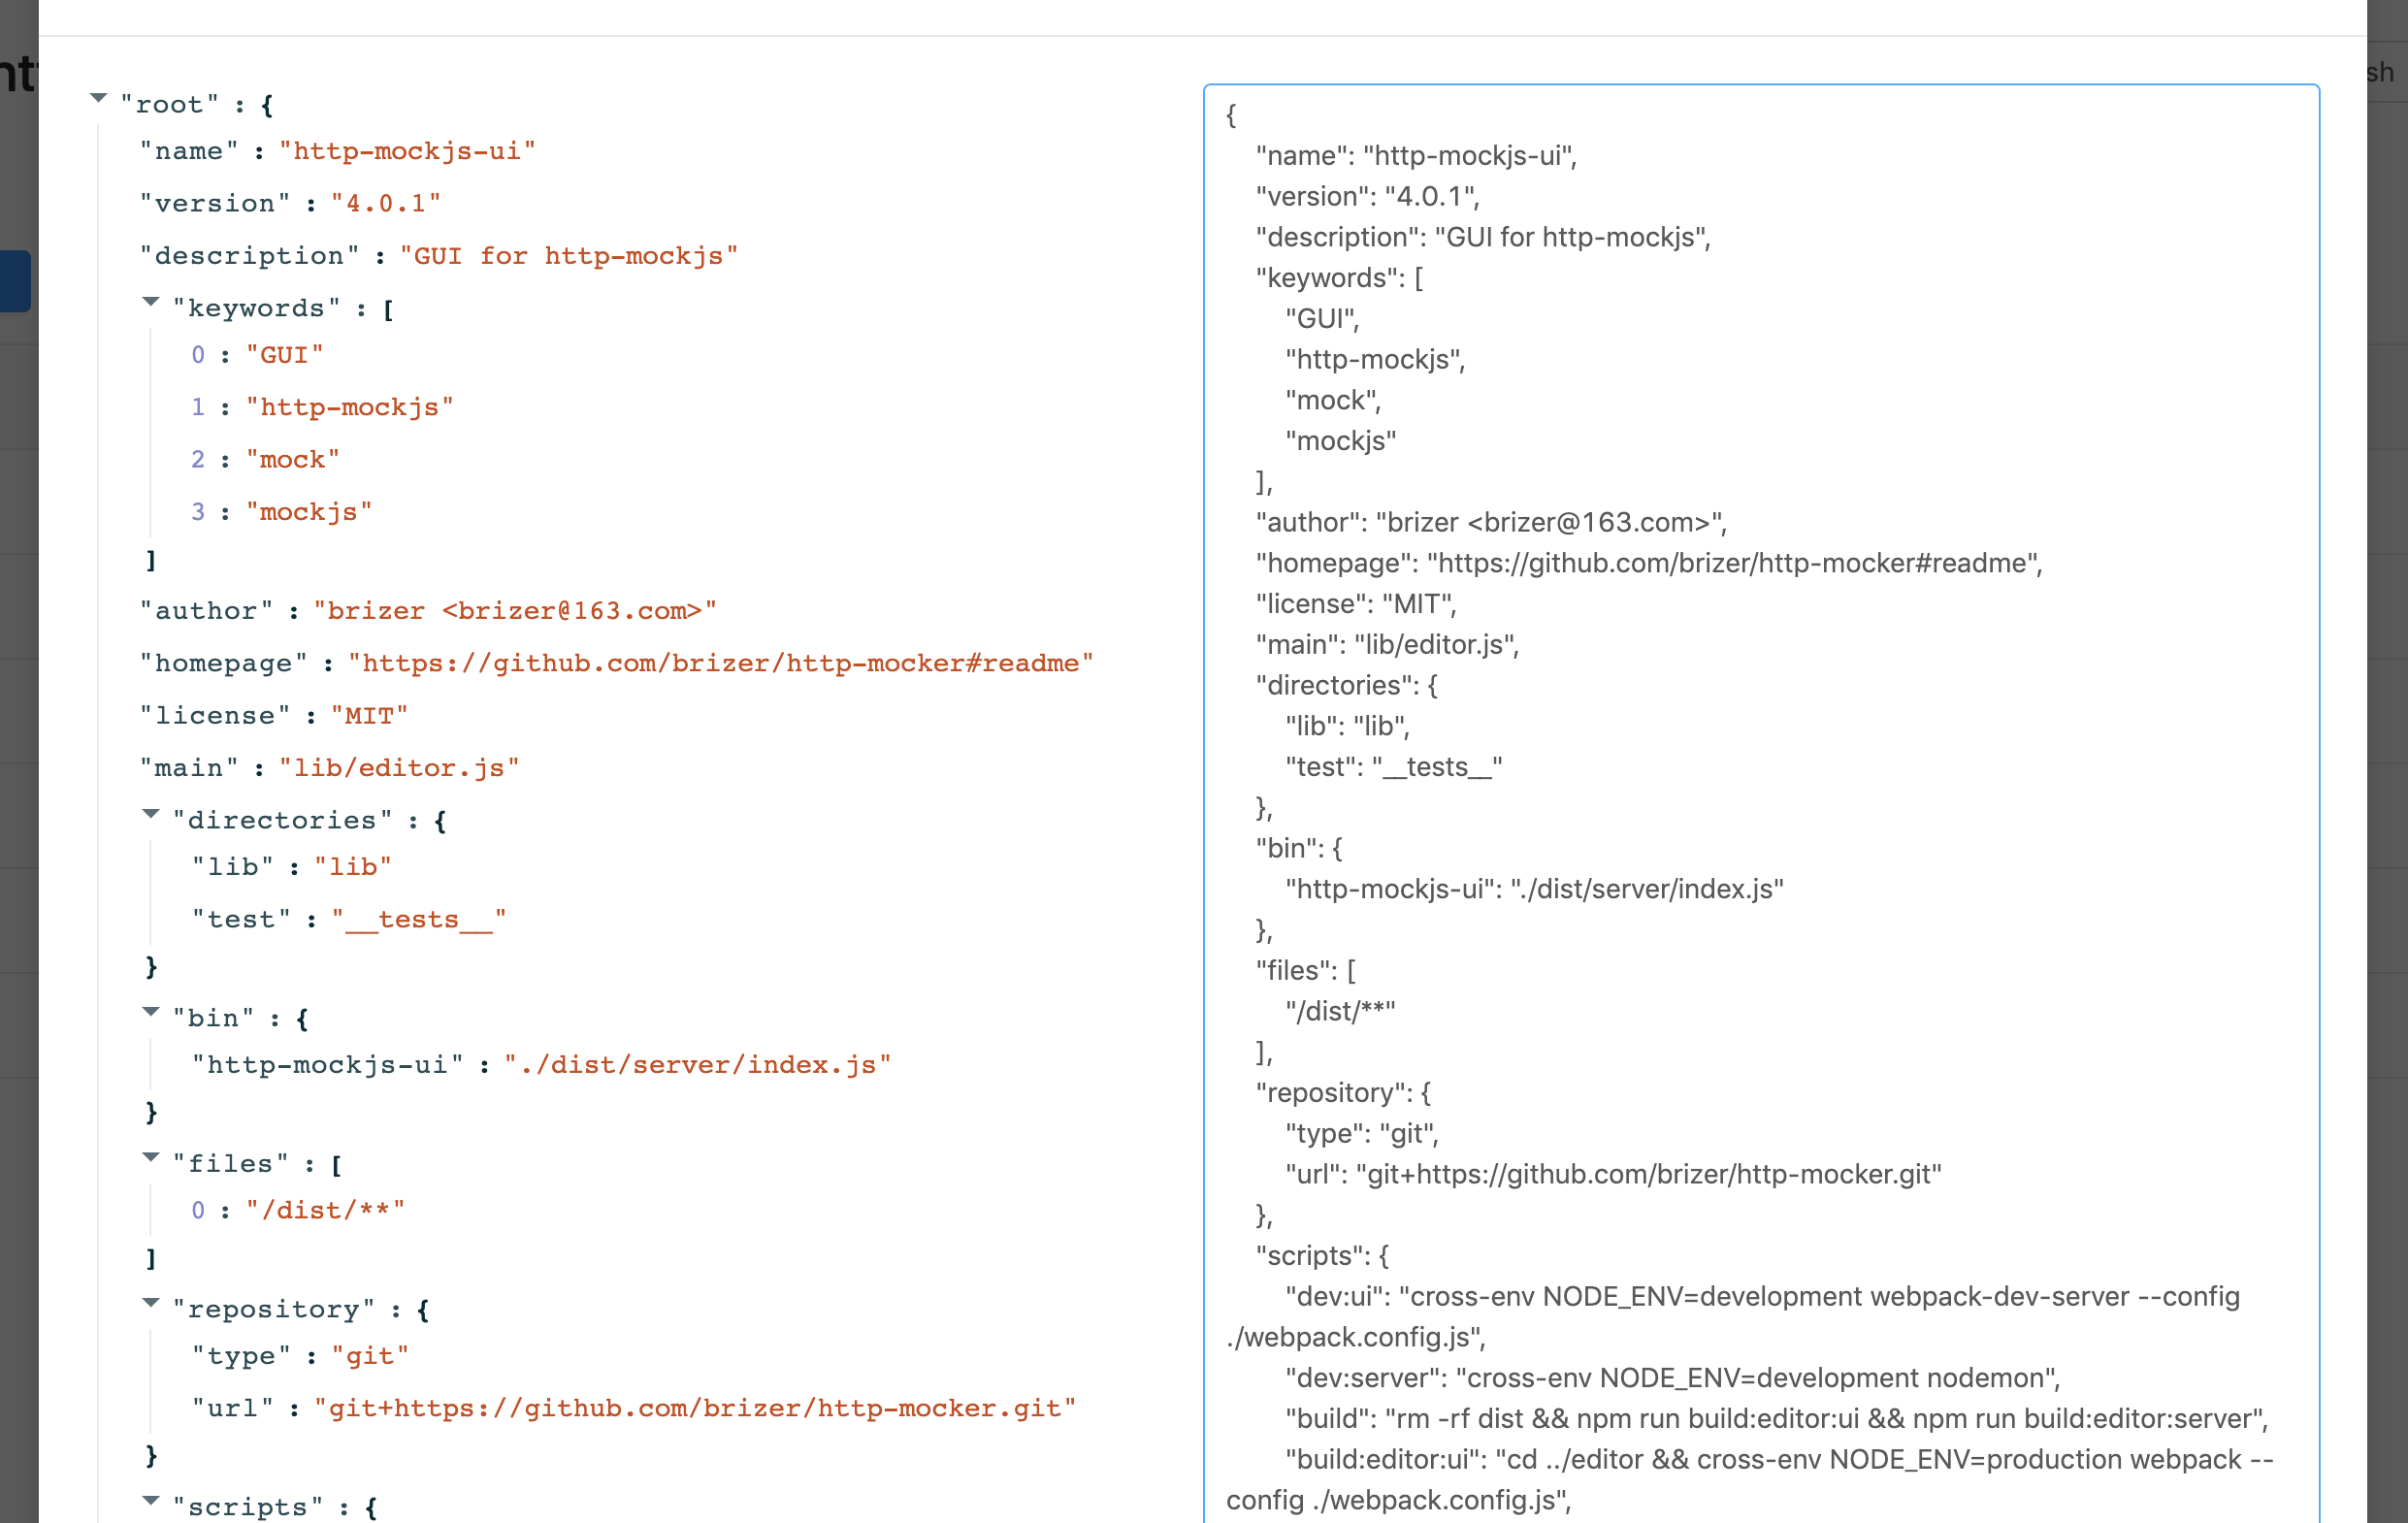 "root" : {
"name" : "http-mockjs-ui"
"version" : "4.0.1"
"description" : "GUI for http-mockjs"
"keywords" : [
0 : "GUI"
1 : "http-mockjs"
2 : "mock"
3 : "mockjs"
]
"author" : "brizer <brizer@163.com>"
"homepage" : "https://github.com/brizer/http-mocker#readme"
"license" : "MIT"
"main" : "lib/editor.js"
"directories" : {
"lib" : "lib"
"test" : "__tests__"
}
"bin" : {
"http-mockjs-ui" : "./dist/server/index.js"
}
"files" : [
0 : "/dist/**"
]
"repository" : {
"type" : "git"
"url" : "git+https://github.com/brizer/http-mocker.git"
}
"scripts" : {
{
"name": "http-mockjs-ui",
"version": "4.0.1",
"description": "GUI for http-mockjs",
"keywords": [
"GUI",
"http-mockjs",
"mock",
"mockjs"
],
"author": "brizer <brizer@163.com>",
"homepage": "https://github.com/brizer/http-mocker#readme",
"license": "MIT",
"main": "lib/editor.js",
"directories": {
"lib": "lib",
"test": "__tests__"
},
"bin": {
"http-mockjs-ui": "./dist/server/index.js"
},
"files": [
"/dist/**"
],
"repository": {
"type": "git",
"url": "git+https://github.com/brizer/http-mocker.git"
},
"scripts": {
"dev:ui": "cross-env NODE_ENV=development webpack-dev-server --config
./webpack.config.js",
"dev:server": "cross-env NODE_ENV=development nodemon",
"build": "rm -rf dist && npm run build:editor:ui && npm run build:editor:server",
"build:editor:ui": "cd ../editor && cross-env NODE_ENV=production webpack --
config ./webpack.config.js",